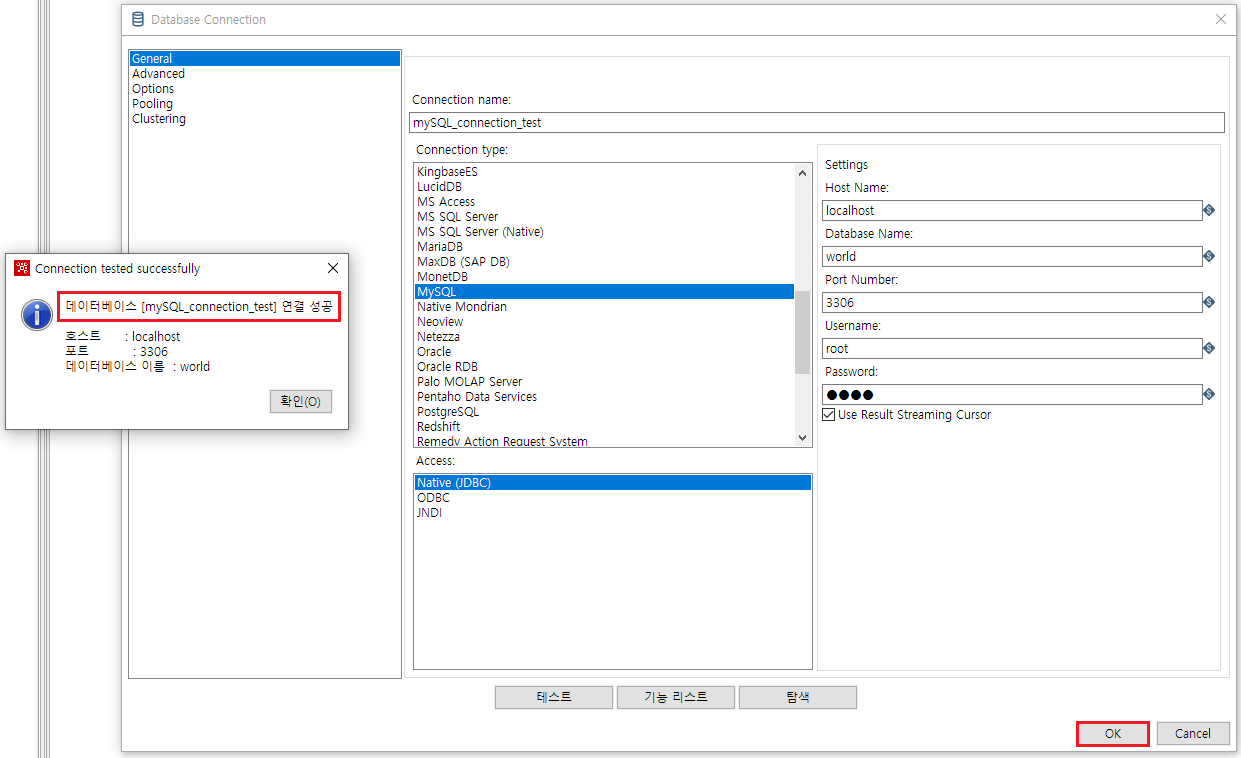 Database Connection
General
Advanced
Options
Pooling
Clustering
Connection name:
mySQL_connection_test
Connection type:
KingbaseES
LucidDB
MS Access
MS SQL Server
MS SQL Server (Native)
MariaDB
MaxDB (SAP DB)
MonetDB
MySQL
Native Mondrian
Neoview
Netezza
Oracle
Oracle RDB
Palo MOLAP Server
Pentaho Data Services
PostgreSQL
Redshift
Remedy Action Request System
Access:
Native (JDBC)
ODBC
JNDI
Settings
Host Name:
localhost
Database Name:
world
Port Number:
3306
Username:
root
Password:
●●●●
Use Result Streaming Cursor
테스트
기능 리스트
탐색
OK
Cancel
Connection tested successfully
데이터베이스 [mySQL_connection_test] 연결 성공
호스트 : localhost
포트 : 3306
데이터베이스 이름 : world
확인(O)